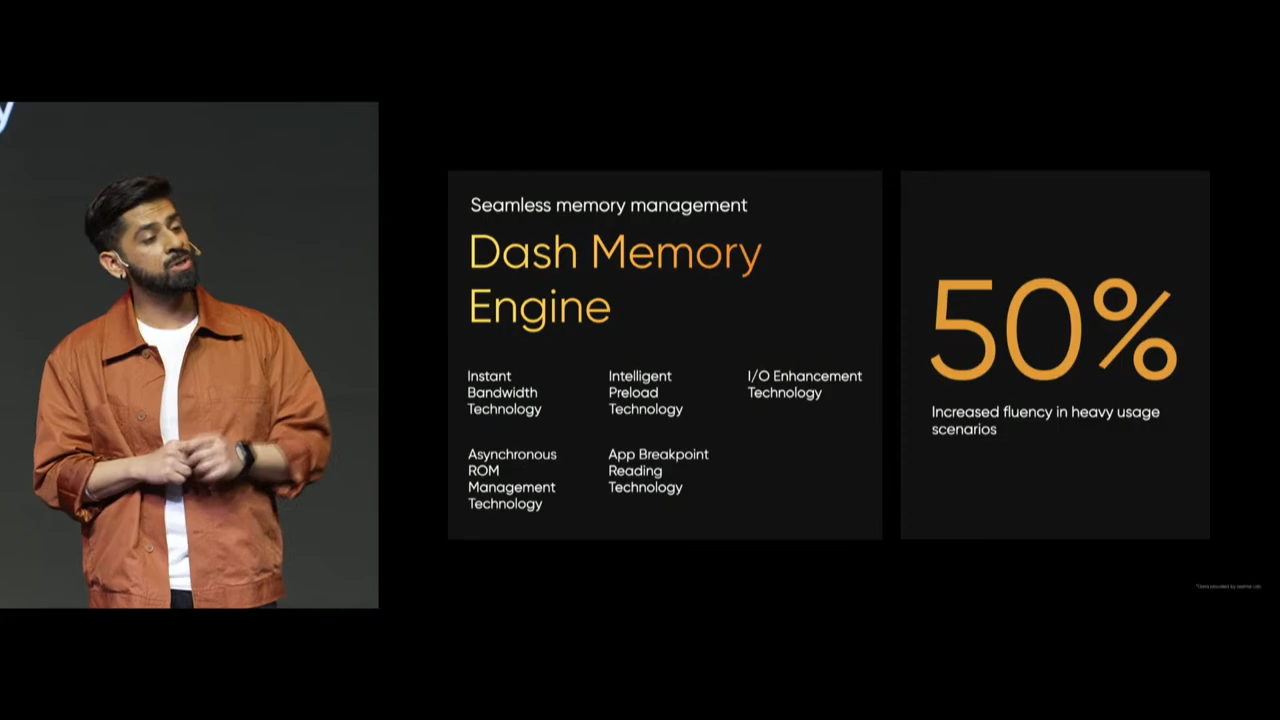 y
Seamless memory management
Dash Memory
Engine
Instant
Bandwidth
Technology
Intelligent
Preload
Technology
I/O Enhancement
Technology
Asynchronous
ROM
Management
Technology
App Breakpoint
Reading
Technology
50%
Increased fluency in heavy usage
scenarios